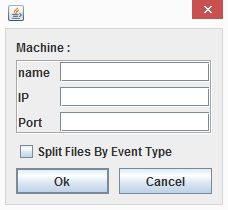 Machine :
name
IP
Port
Split Files By Event Type
Ok Cancel